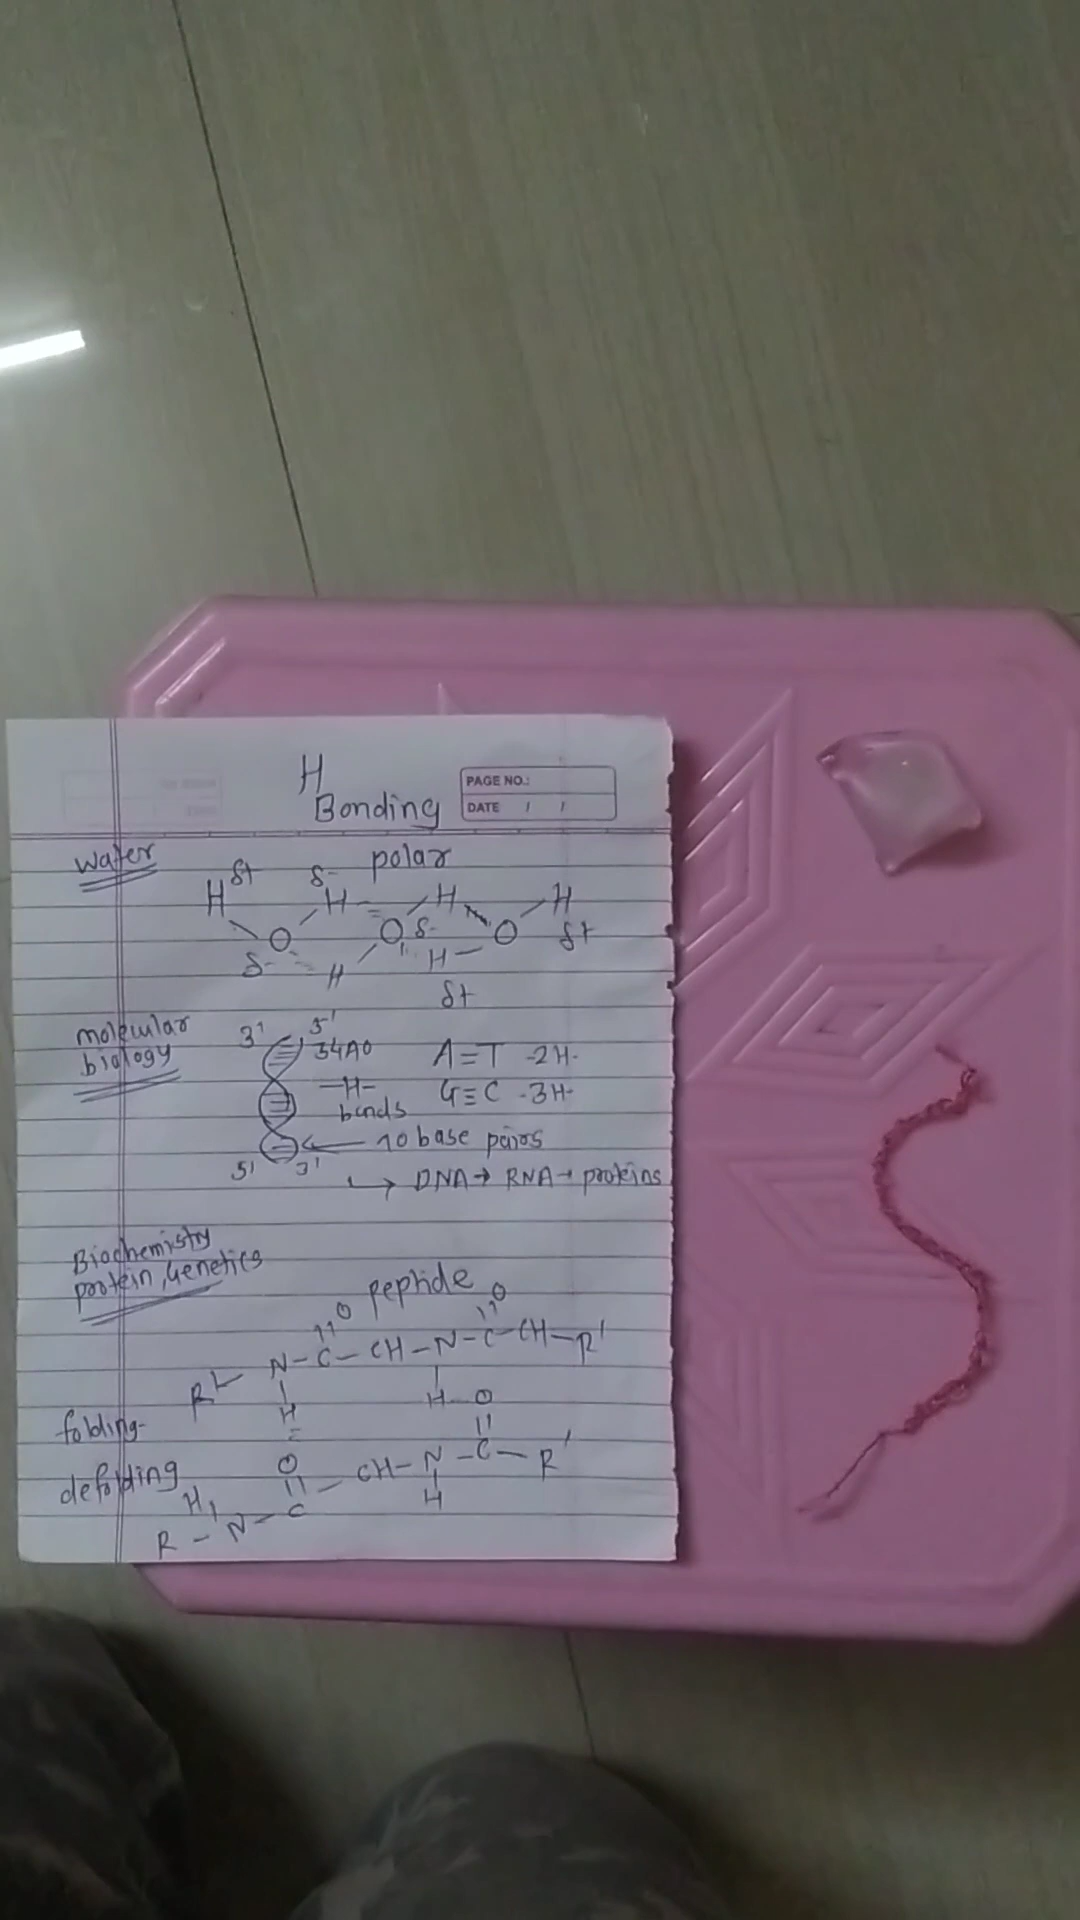 H
Bonding
PAGE NO.:
DATE / /
Water
polar
H δ+ δ- H H H
O O δ- O δ+
δ- H H
δ+
molecular
biology
3' 5'
34A0 A=T -2H-
-H- G≡C -3H-
bonds
10 base pairs
5' 3'
→ DNA → RNA → proteins
Biochemistry
protein, Genetics
peptide
O O
R N-C-CH-N-C-CH-R'
H H O
folding-
O CH-N-C-R'
defolding
H H
R-N-C